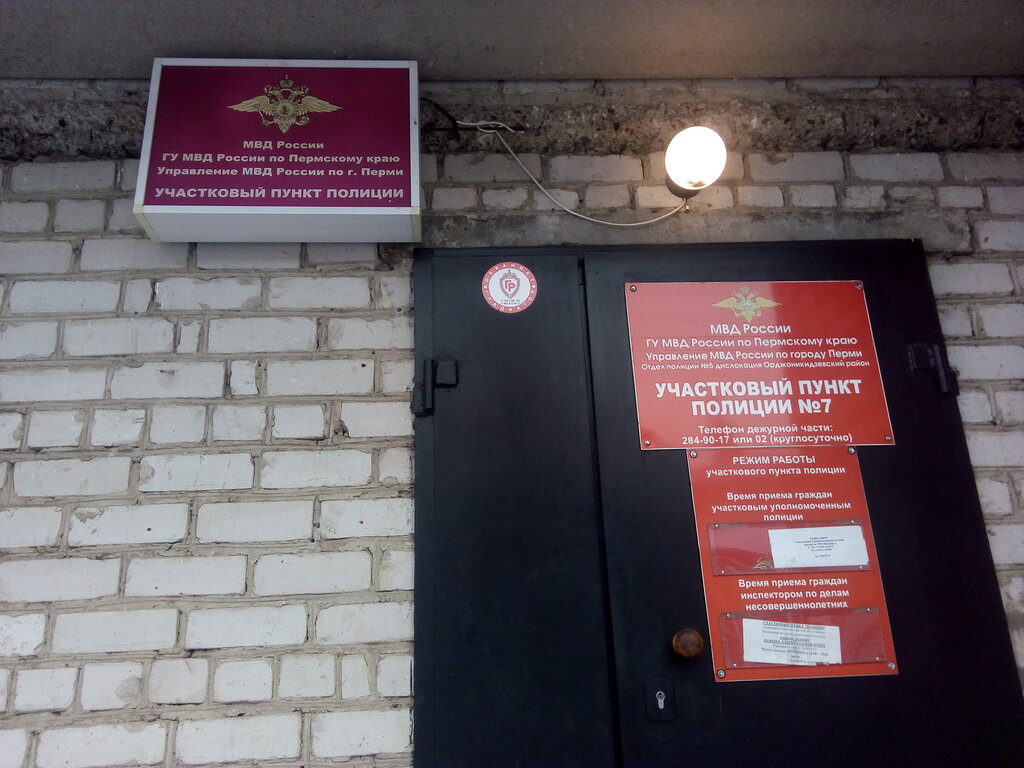 МВД России
ГУ МВД России по Пермскому краю
Управление МВД России по г. Перми
УЧАСТКОВЫЙ ПУНКТ ПОЛИЦИИ
ГР
МВД России
ГУ МВД России по Пермскому краю
Управление МВД России по городу Перми
Отдел полиции №5 дислокация Орджоникидзевский район
УЧАСТКОВЫЙ ПУНКТ
ПОЛИЦИИ №7
Телефон дежурной части:
284-90-17 или 02 (круглосуточно)
РЕЖИМ РАБОТЫ
участкового пункта полиции
Время приема граждан
участковым уполномоченным
полиции
Время приема граждан
инспектором по делам
несовершеннолетних